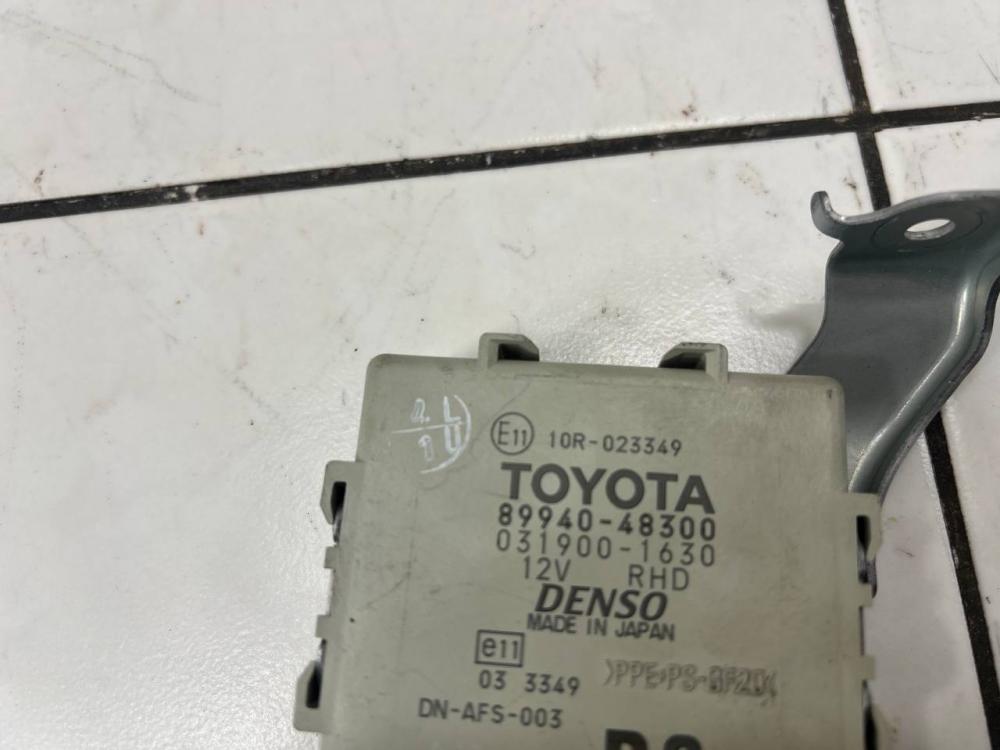 E11 10R-023349
TOYOTA
89940-48300
031900-1630
12V RHD
DENSO
MADE IN JAPAN
e11
03 3349 >PPE+PS-GF20<
DN-AFS-003